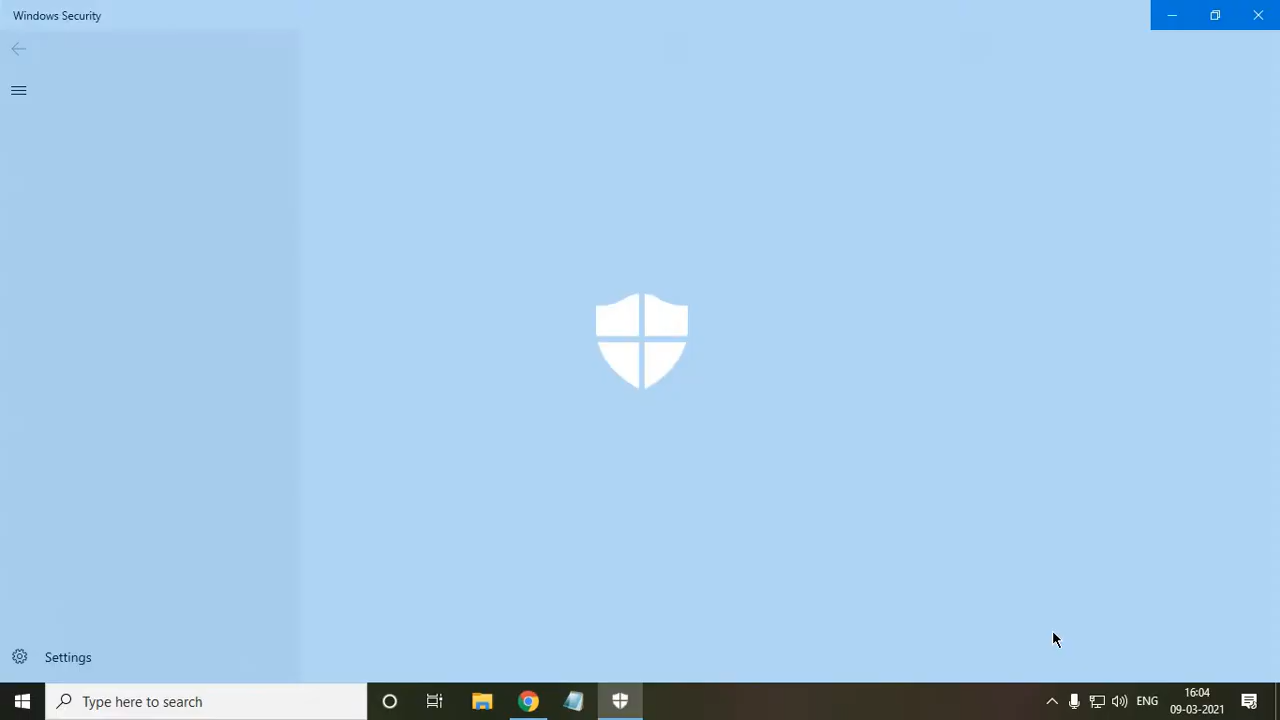 Windows Security
Settings
Type here to search
ENG
16:04
09-03-2021